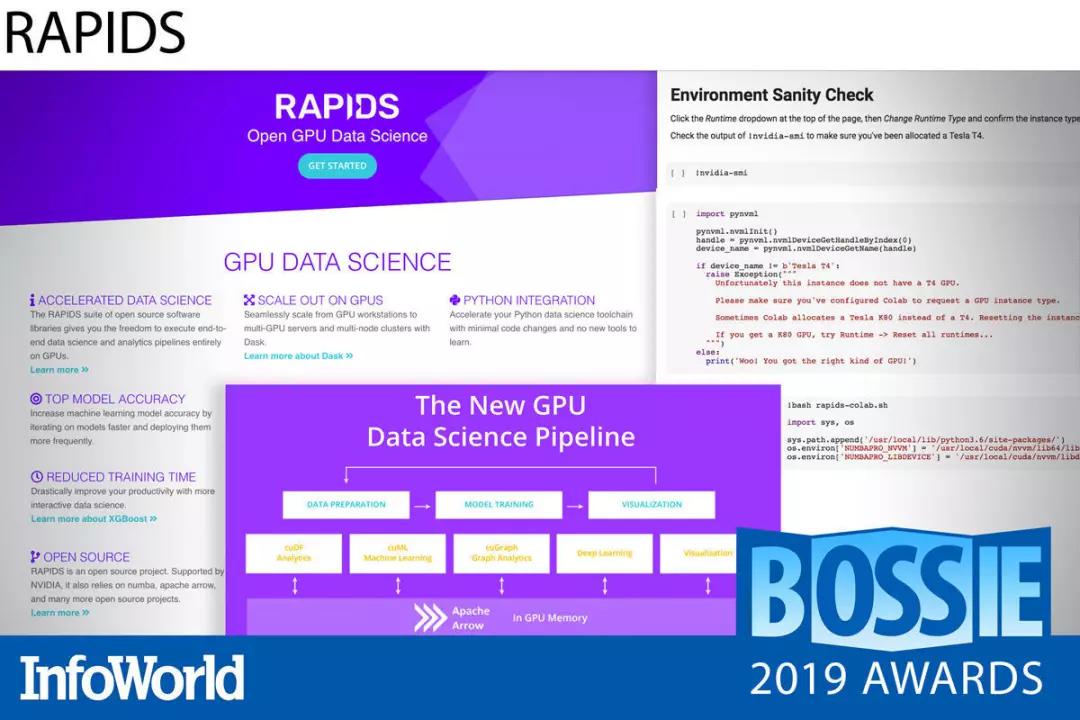 RAPIDS
RAPIDS
Open GPU Data Science
GET STARTED
GPU DATA SCIENCE
ACCELERATED DATA SCIENCE
The RAPIDS suite of open source software
libraries gives you the freedom to execute end-to-
end data science and analytics pipelines entirely
on GPUs.
Learn more »
SCALE OUT ON GPUS
Seamlessly scale from GPU workstations to
multi-GPU servers and multi-node clusters with
Dask.
Learn more about Dask »
PYTHON INTEGRATION
Accelerate your Python data science toolchain
with minimal code changes and no new tools to
learn.
TOP MODEL ACCURACY
Increase machine learning model accuracy by
iterating on models faster and deploying them
more frequently.
REDUCED TRAINING TIME
Drastically improve your productivity with more
interactive data science.
Learn more about XGBoost »
OPEN SOURCE
RAPIDS is an open source project. Supported by
NVIDIA, it also relies on numba, apache arrow,
and many more open source projects.
Learn more »
Environment Sanity Check
Click the Runtime dropdown at the top of the page, then Change Runtime Type and confirm the instance type
Check the output of !nvidia-smi to make sure you've been allocated a Tesla T4.
[ ] !nvidia-smi
[ ] import pynvml
pynvml.nvmlInit()
handle = pynvml.nvmlDeviceGetHandleByIndex(0)
device_name = pynvml.nvmlDeviceGetName(handle)
if device_name != b'Tesla T4':
raise Exception("""
Unfortunately this instance does not have a T4 GPU.
Please make sure you've configured Colab to request a GPU instance type.
Sometimes Colab allocates a Tesla K80 instead of a T4. Resetting the instanc
If you get a K80 GPU, try Runtime -> Reset all runtimes...
""")
else:
print('Woo! You got the right kind of GPU!')
!bash rapids-colab.sh
import sys, os
sys.path.append('/usr/local/lib/python3.6/site-packages/')
os.environ['NUMBAPRO_NVVM'] = '/usr/local/cuda/nvvm/lib64/lib
os.environ['NUMBAPRO_LIBDEVICE'] = '/usr/local/cuda/nvvm/libd
The New GPU
Data Science Pipeline
DATA PREPARATION
MODEL TRAINING
VISUALIZATION
cuDF
Analytics
cuML
Machine Learning
cuGraph
Graph Analytics
Deep Learning
Visualization
Apache
Arrow
In GPU Memory
BOSSIE
2019 AWARDS
InfoWorld